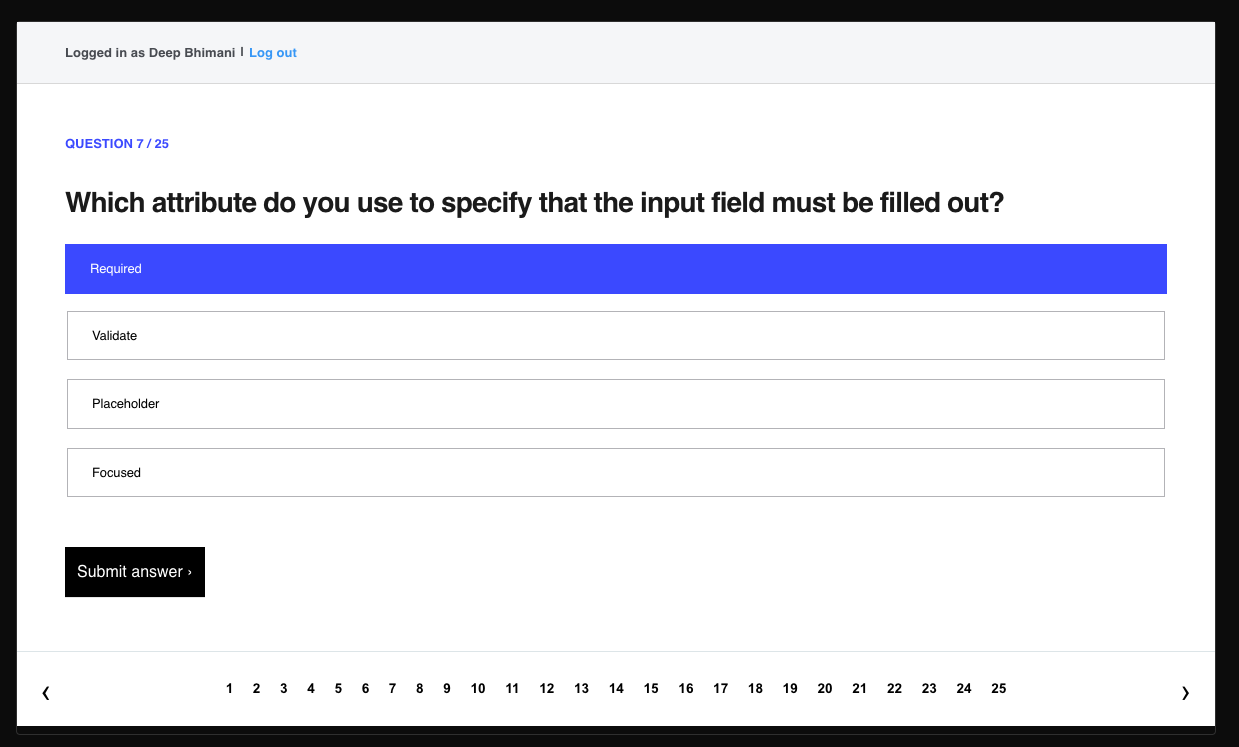 Logged in as Deep Bhimani | Log out
QUESTION 7 / 25
Which attribute do you use to specify that the input field must be filled out?
Required
Validate
Placeholder
Focused
Submit answer ›
❮ 1 2 3 4 5 6 7 8 9 10 11 12 13 14 15 16 17 18 19 20 21 22 23 24 25 ❯